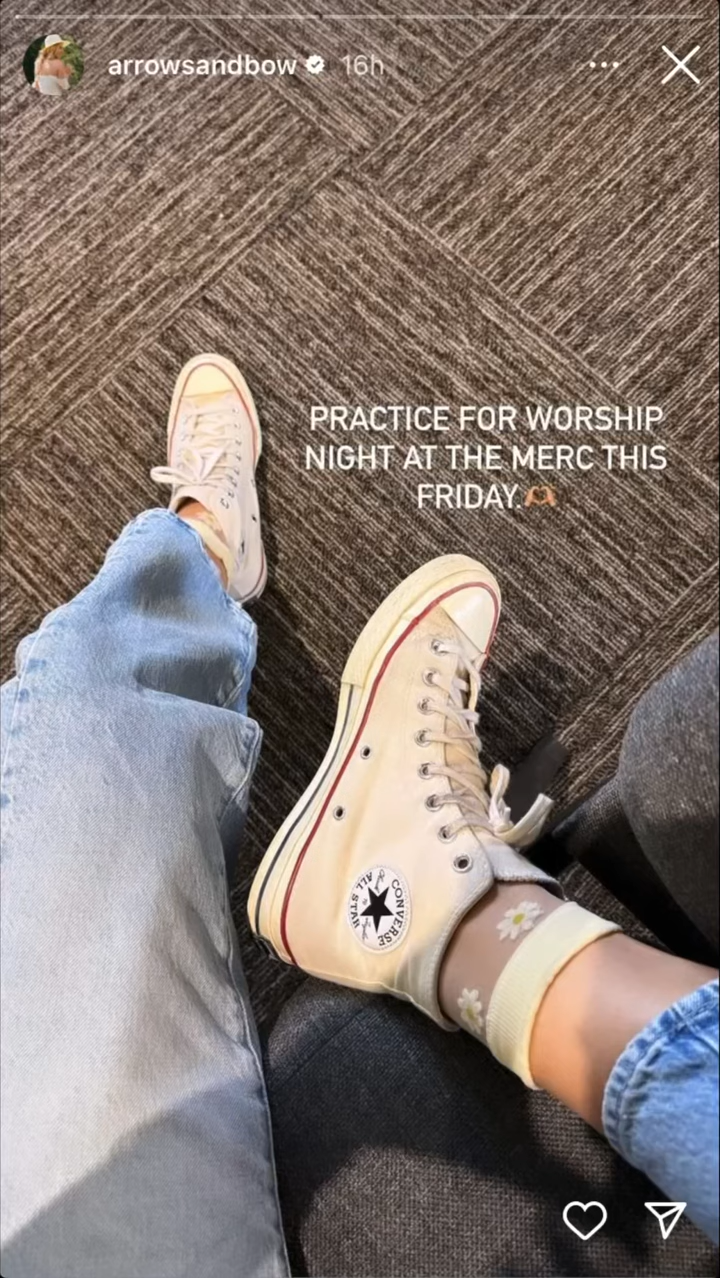 arrowsandbow 16h
PRACTICE FOR WORSHIP
NIGHT AT THE MERC THIS
FRIDAY.🫶🏽
CONVERSE
ALL STAR